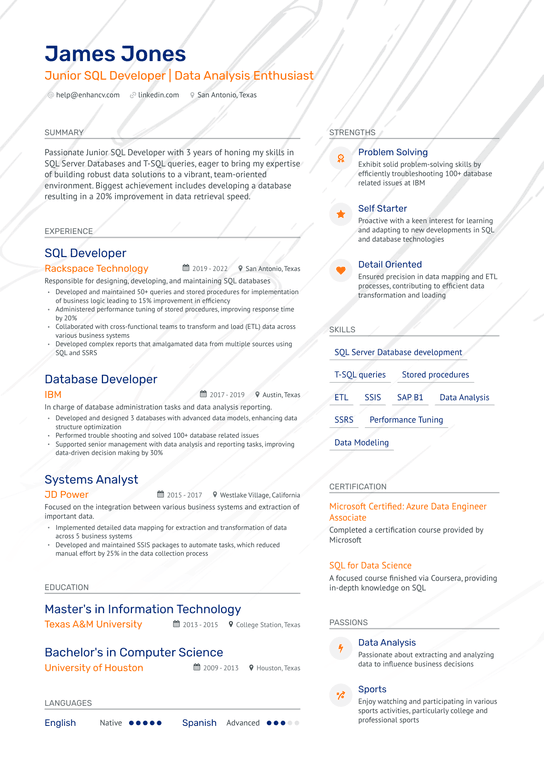 James Jones
Junior SQL Developer | Data Analysis Enthusiast
help@enhancv.com linkedin.com San Antonio, Texas
SUMMARY
Passionate Junior SQL Developer with 3 years of honing my skills in
SQL Server Databases and T-SQL queries, eager to bring my expertise
of building robust data solutions to a vibrant, team-oriented
environment. Biggest achievement includes developing a database
resulting in a 20% improvement in data retrieval speed.
EXPERIENCE
SQL Developer
Rackspace Technology 2019 - 2022 San Antonio, Texas
Responsible for designing, developing, and maintaining SQL databases
• Developed and maintained 50+ queries and stored procedures for implementation
of business logic leading to 15% improvement in efficiency
• Administered performance tuning of stored procedures, improving response time
by 20%
• Collaborated with cross-functional teams to transform and load (ETL) data across
various business systems
• Developed complex reports that amalgamated data from multiple sources using
SQL and SSRS
Database Developer
IBM 2017 - 2019 Austin, Texas
In charge of database administration tasks and data analysis reporting.
• Developed and designed 3 databases with advanced data models, enhancing data
structure optimization
• Performed trouble shooting and solved 100+ database related issues
• Supported senior management with data analysis and reporting tasks, improving
data-driven decision making by 30%
Systems Analyst
JD Power 2015 - 2017 Westlake Village, California
Focused on the integration between various business systems and extraction of
important data.
• Implemented detailed data mapping for extraction and transformation of data
across 5 business systems
• Developed and maintained SSIS packages to automate tasks, which reduced
manual effort by 25% in the data collection process
EDUCATION
Master's in Information Technology
Texas A&M University 2013 - 2015 College Station, Texas
Bachelor's in Computer Science
University of Houston 2009 - 2013 Houston, Texas
LANGUAGES
English Native Spanish Advanced
STRENGTHS
Problem Solving
Exhibit solid problem-solving skills by
efficiently troubleshooting 100+ database
related issues at IBM
Self Starter
Proactive with a keen interest for learning
and adapting to new developments in SQL
and database technologies
Detail Oriented
Ensured precision in data mapping and ETL
processes, contributing to efficient data
transformation and loading
SKILLS
SQL Server Database development
T-SQL queries Stored procedures
ETL SSIS SAP B1 Data Analysis
SSRS Performance Tuning
Data Modeling
CERTIFICATION
Microsoft Certified: Azure Data Engineer
Associate
Completed a certification course provided by
Microsoft
SQL for Data Science
A focused course finished via Coursera, providing
in-depth knowledge on SQL
PASSIONS
Data Analysis
Passionate about extracting and analyzing
data to influence business decisions
Sports
Enjoy watching and participating in various
sports activities, particularly college and
professional sports